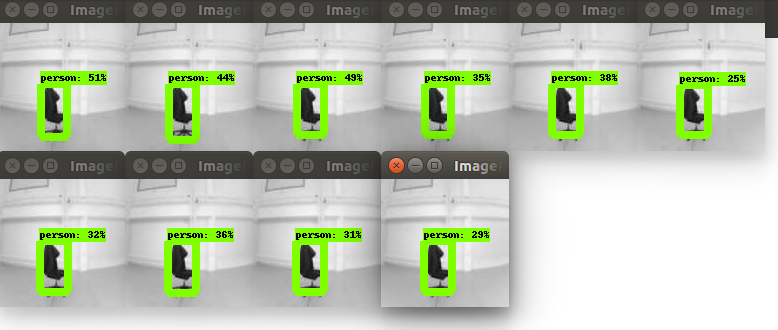 Image
Image
Image
Image
Image
Image
person: 51%
person: 44%
person: 49%
person: 35%
person: 38%
person: 25%
Image
Image
Image
Image
person: 32%
person: 36%
person: 31%
person: 29%